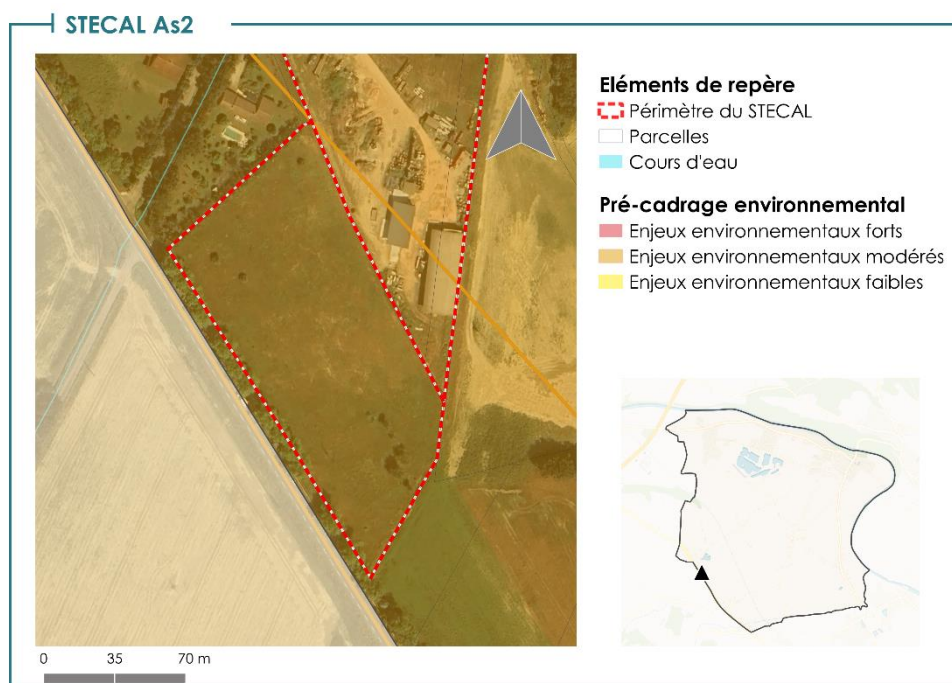 STECAL As2
Eléments de repère
Périmètre du STECAL
Parcelles
Cours d'eau
Pré-cadrage environnemental
Enjeux environnementaux forts
Enjeux environnementaux modérés
Enjeux environnementaux faibles
0 35 70 m